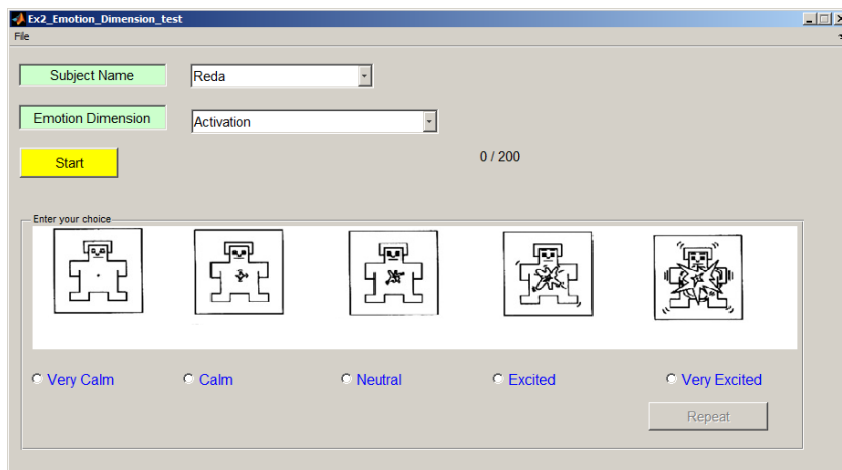 Ex2_Emotion_Dimension_test
File
Subject Name
Reda
Emotion Dimension
Activation
Start
0 / 200
Enter your choice
Very Calm
Calm
Neutral
Excited
Very Excited
Repeat